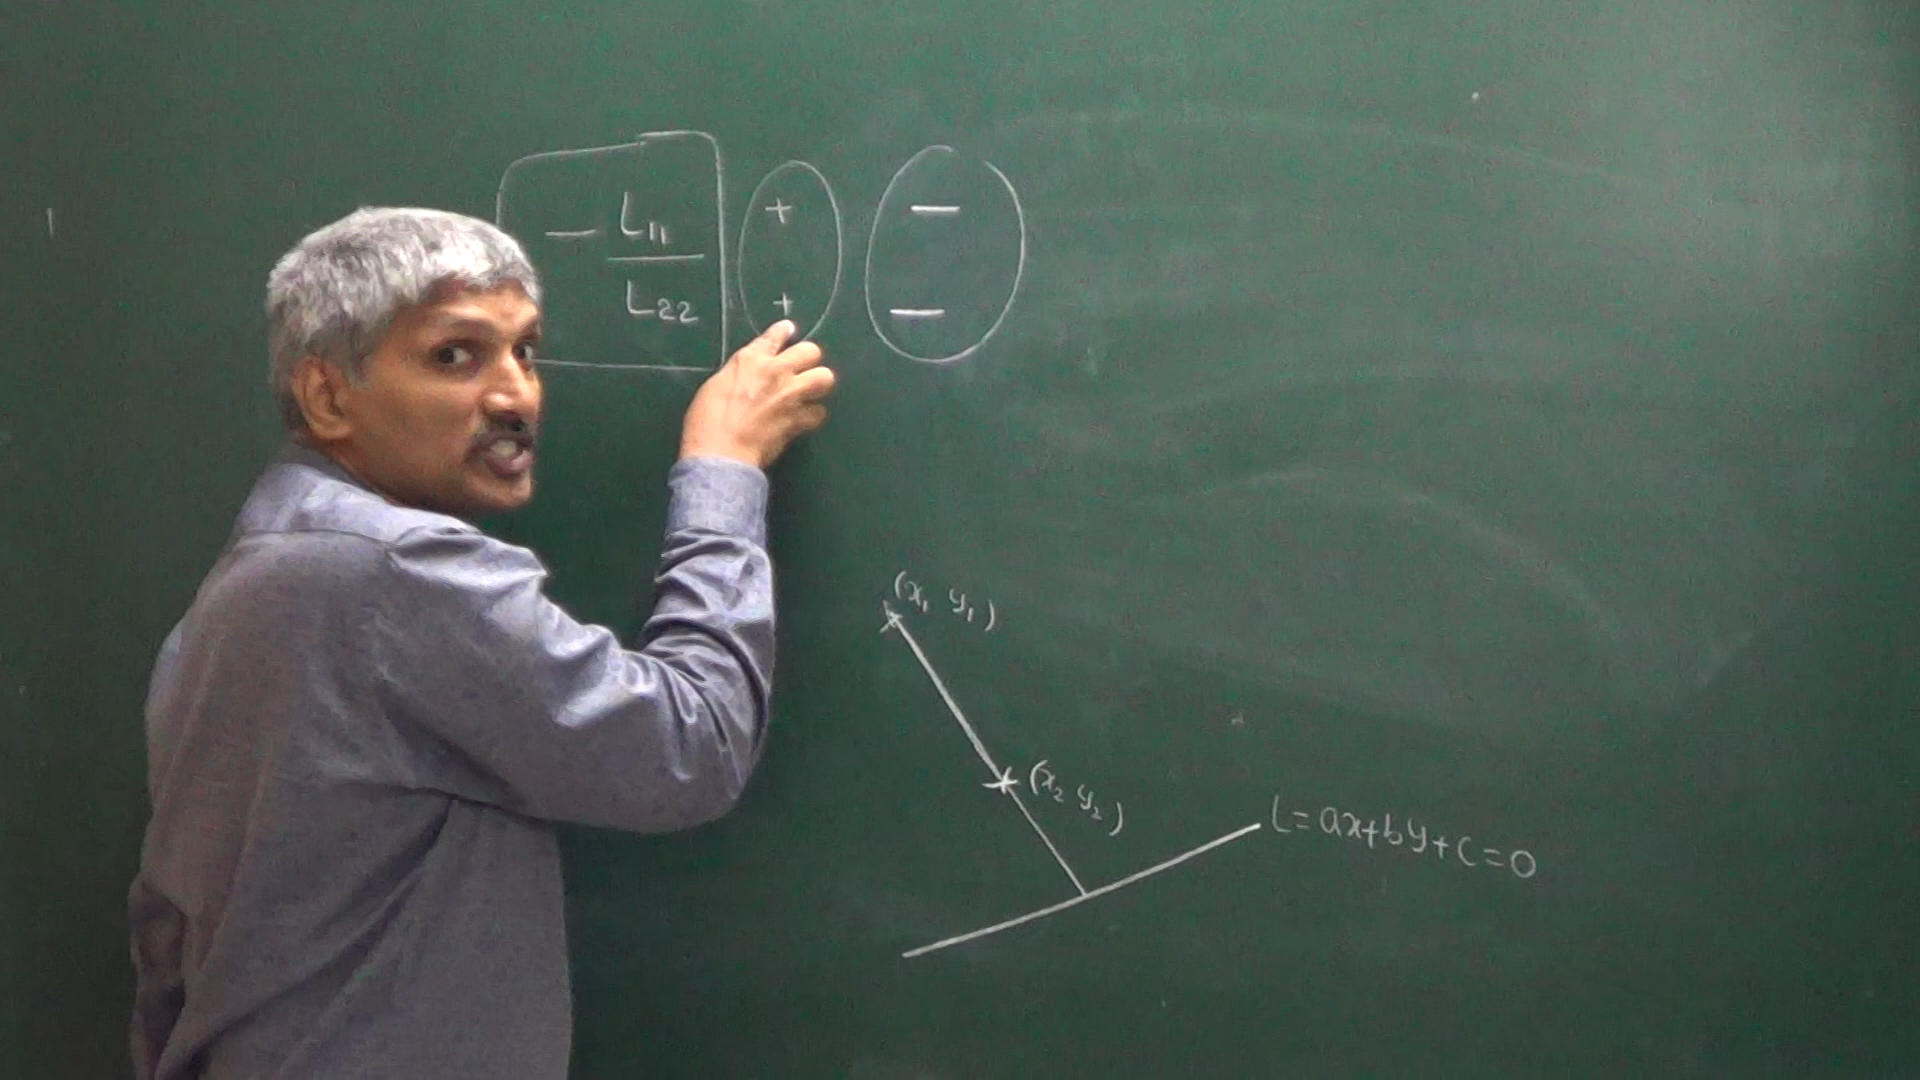 - L₁₁ / L₂₂
+ −
+ −
(x₁ y₁)
(x₂ y₂)
L = ax + by + c = 0